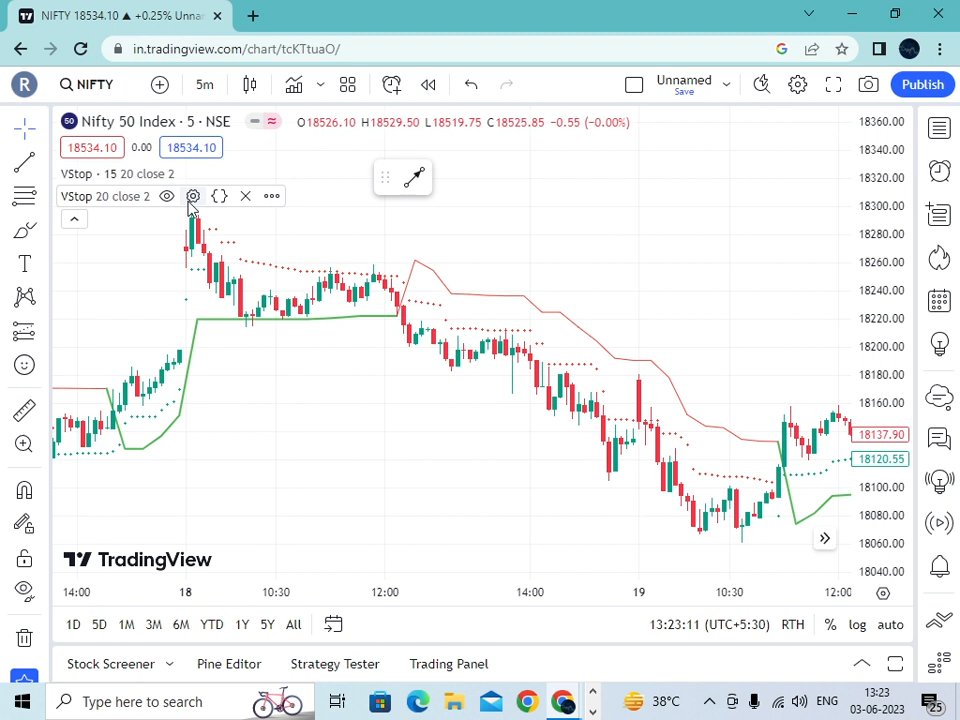 NIFTY 18534.10 ▲ +0.25% Unnar
in.tradingview.com/chart/tcKTtuaO/
R NIFTY 5m Unnamed Publish
Save
50 Nifty 50 Index · 5 · NSE O18526.10 H18529.50 L18519.75 C18525.85 −0.55 (−0.00%)
18534.10 0.00 18534.10
VStop · 15 20 close 2
VStop 20 close 2
18360.00
18340.00
18320.00
18300.00
18280.00
18260.00
18240.00
18220.00
18200.00
18180.00
18160.00
18137.90
18120.55
18100.00
18080.00
18060.00
18040.00
TradingView
14:00 18 10:30 12:00 14:00 19 10:30 12:00
1D 5D 1M 3M 6M YTD 1Y 5Y All 13:23:11 (UTC+5:30) RTH % log auto
Stock Screener Pine Editor Strategy Tester Trading Panel
Type here to search 38°C ENG 13:23
03-06-2023 25